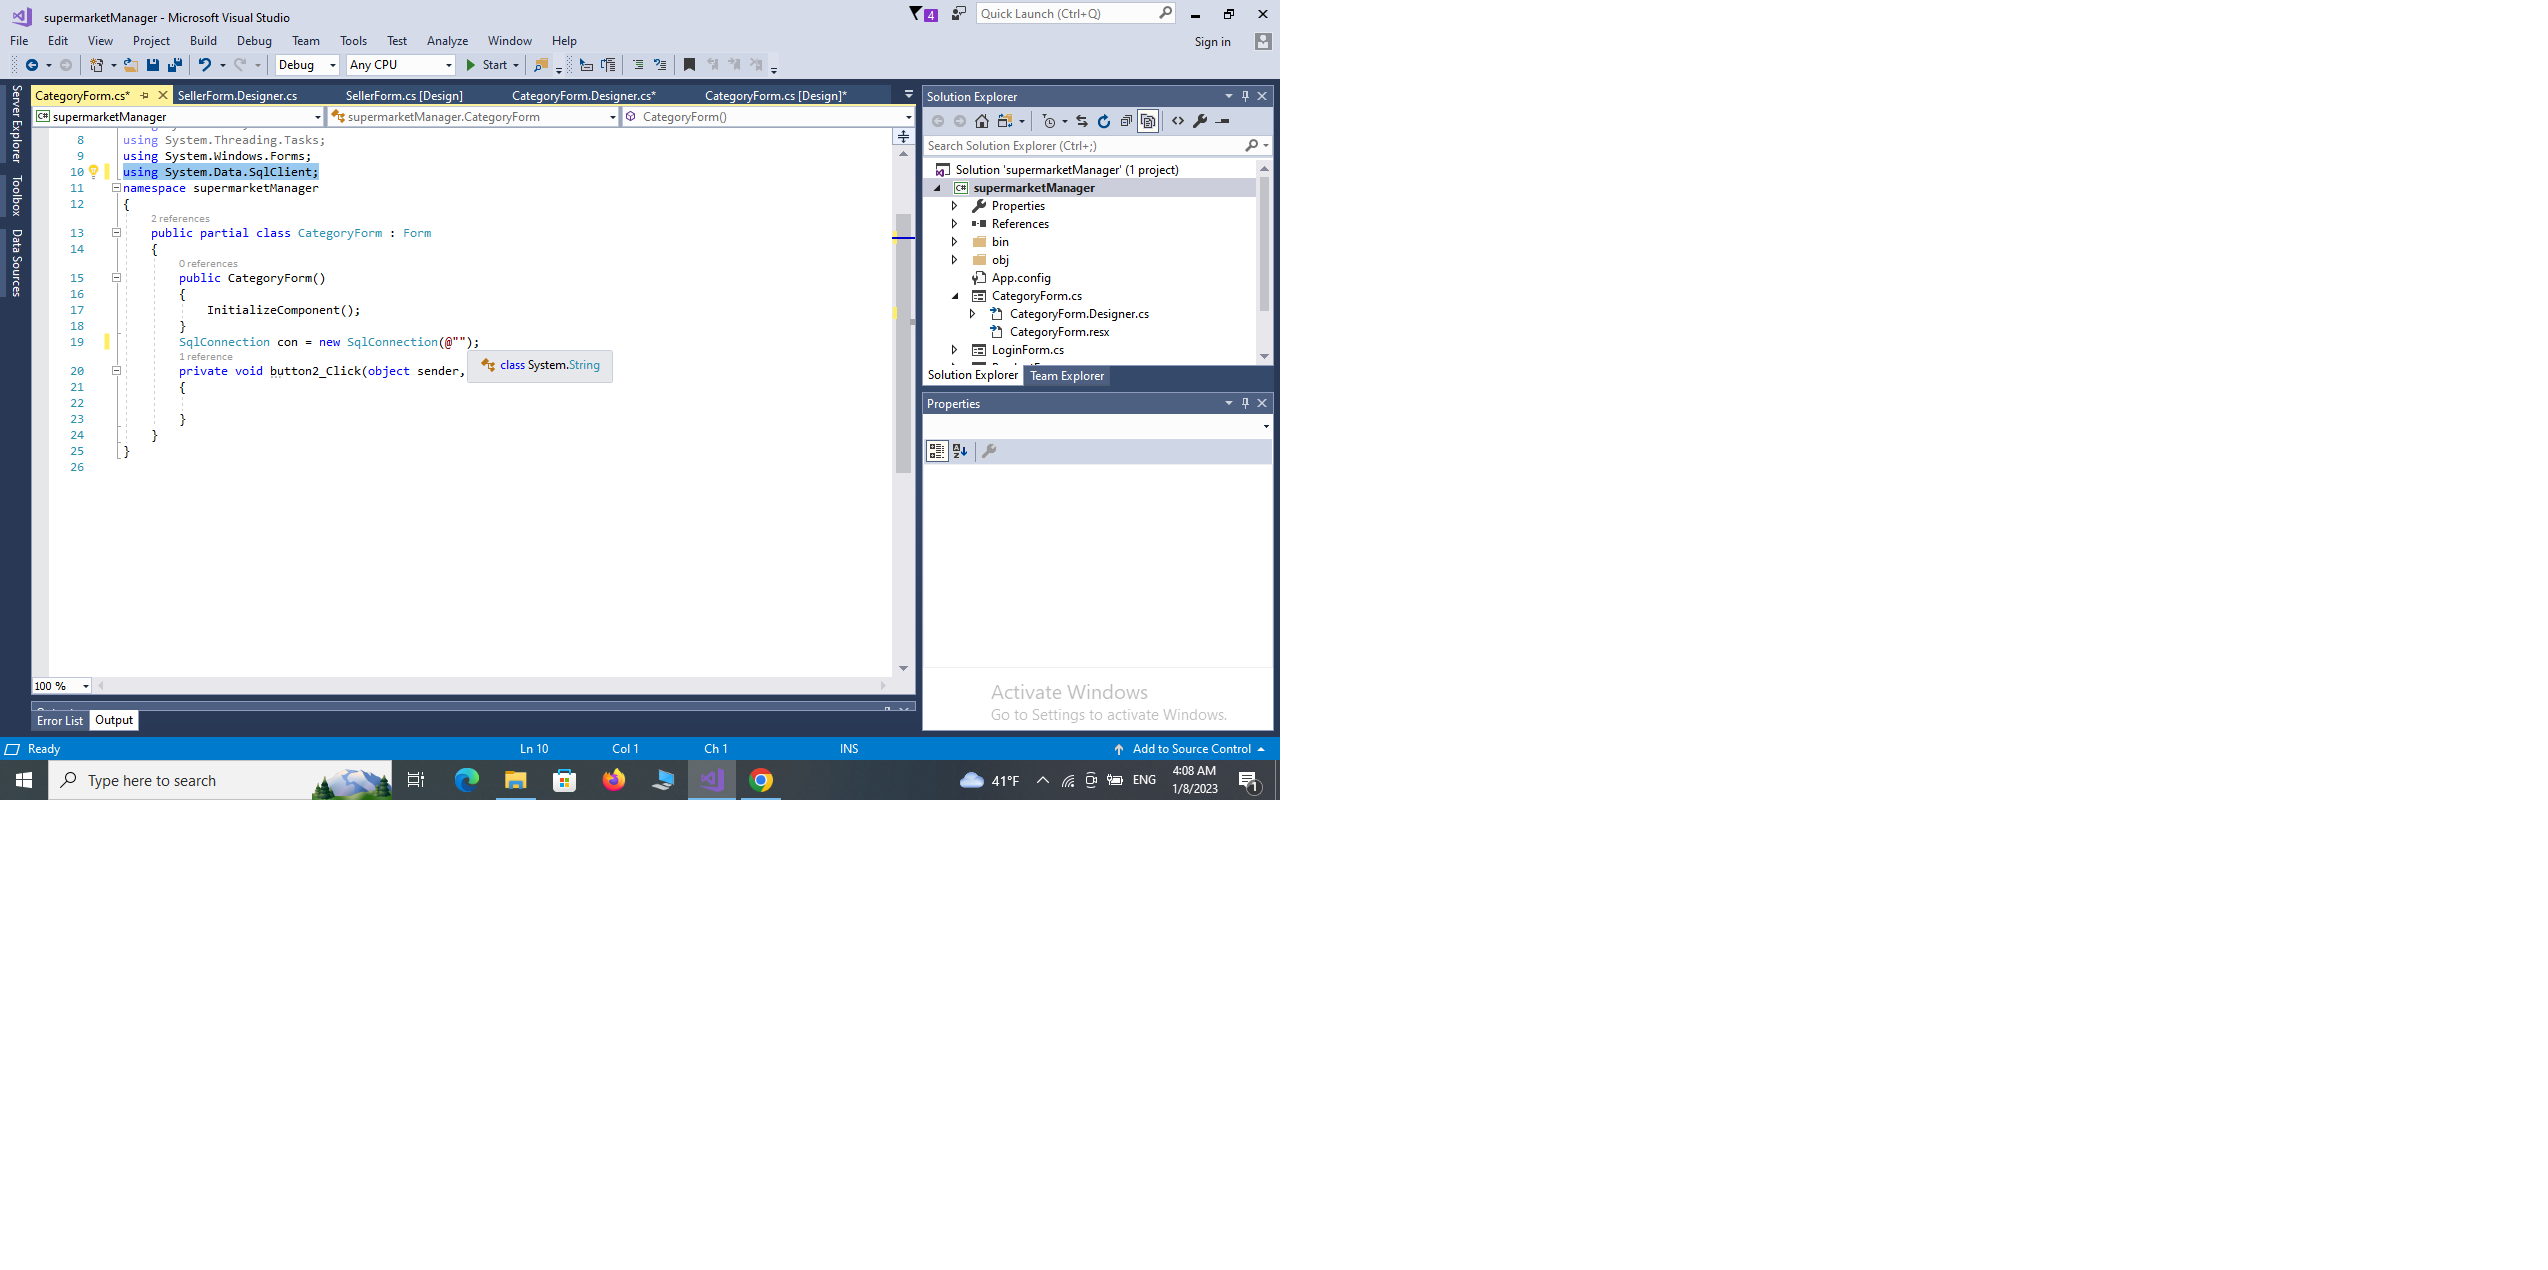 supermarketManager - Microsoft Visual Studio
4
Quick Launch (Ctrl+Q)
File Edit View Project Build Debug Team Tools Test Analyze Window Help
Sign in
Debug Any CPU Start
Server Explorer
Toolbox
Data Sources
CategoryForm.cs* SellerForm.Designer.cs SellerForm.cs [Design] CategoryForm.Designer.cs* CategoryForm.cs [Design]*
C# supermarketManager supermarketManager.CategoryForm CategoryForm()
8 using System.Threading.Tasks;
9 using System.Windows.Forms;
10 using System.Data.SqlClient;
11 namespace supermarketManager
12 {
2 references
13 public partial class CategoryForm : Form
14 {
0 references
15 public CategoryForm()
16 {
17 InitializeComponent();
18 }
19 SqlConnection con = new SqlConnection(@"");
1 reference
20 private void button2_Click(object sender,
class System.String
21 {
22
23 }
24 }
25 }
26
100 %
Error List Output
Solution Explorer
Search Solution Explorer (Ctrl+;)
Solution 'supermarketManager' (1 project)
C# supermarketManager
Properties
References
bin
obj
App.config
CategoryForm.cs
CategoryForm.Designer.cs
CategoryForm.resx
LoginForm.cs
Solution Explorer Team Explorer
Properties
Activate Windows
Go to Settings to activate Windows.
Ready Ln 10 Col 1 Ch 1 INS Add to Source Control
Type here to search
41°F
ENG
4:08 AM
1/8/2023
1